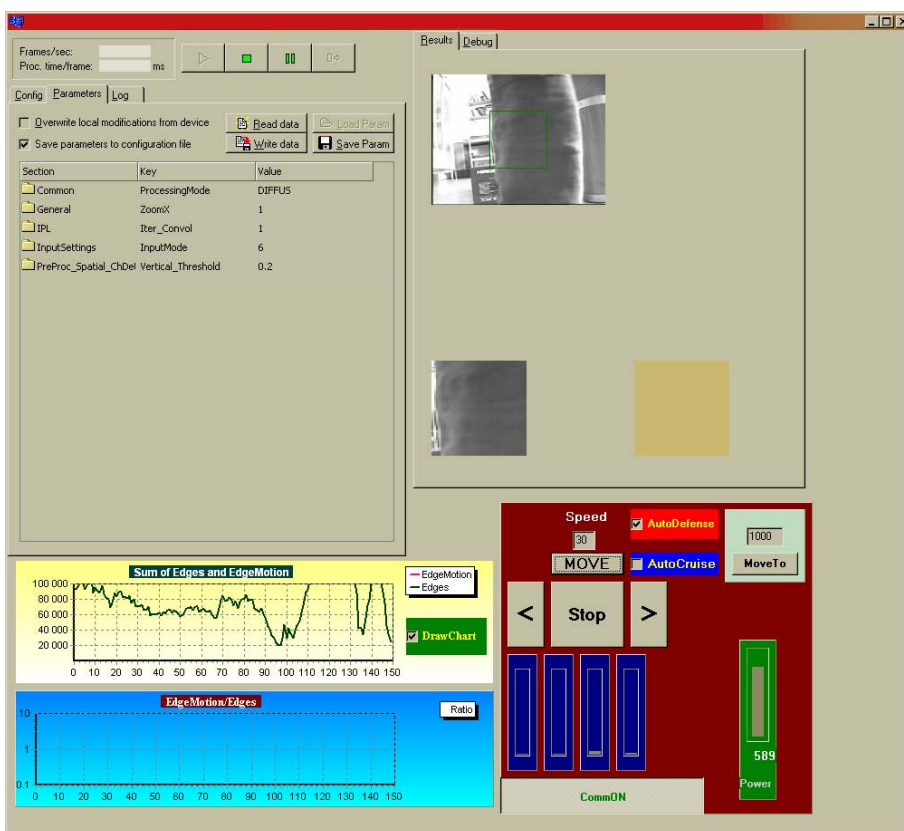 Frames/sec:
Proc. time/frame: ms
Config Parameters Log
Overwrite local modifications from device
Read data Load Param
Save parameters to configuration file
Write data Save Param
Section Key Value
Common ProcessingMode DIFFUS
General ZoomX 1
IPL Iter_Convol 1
InputSettings InputMode 6
PreProc_Spatial_ChDel Vertical_Threshold 0.2
Results Debug
Sum of Edges and EdgeMotion
EdgeMotion
Edges
100 000
80 000
60 000
40 000
20 000
0 10 20 30 40 50 60 70 80 90 100 110 120 130 140 150
DrawChart
EdgeMotion/Edges
Ratio
10
1
0.1
0 10 20 30 40 50 60 70 80 90 100 110 120 130 140 150
Speed
30
MOVE
AutoDefense
AutoCruise
1000
MoveTo
< Stop >
589
Power
CommON